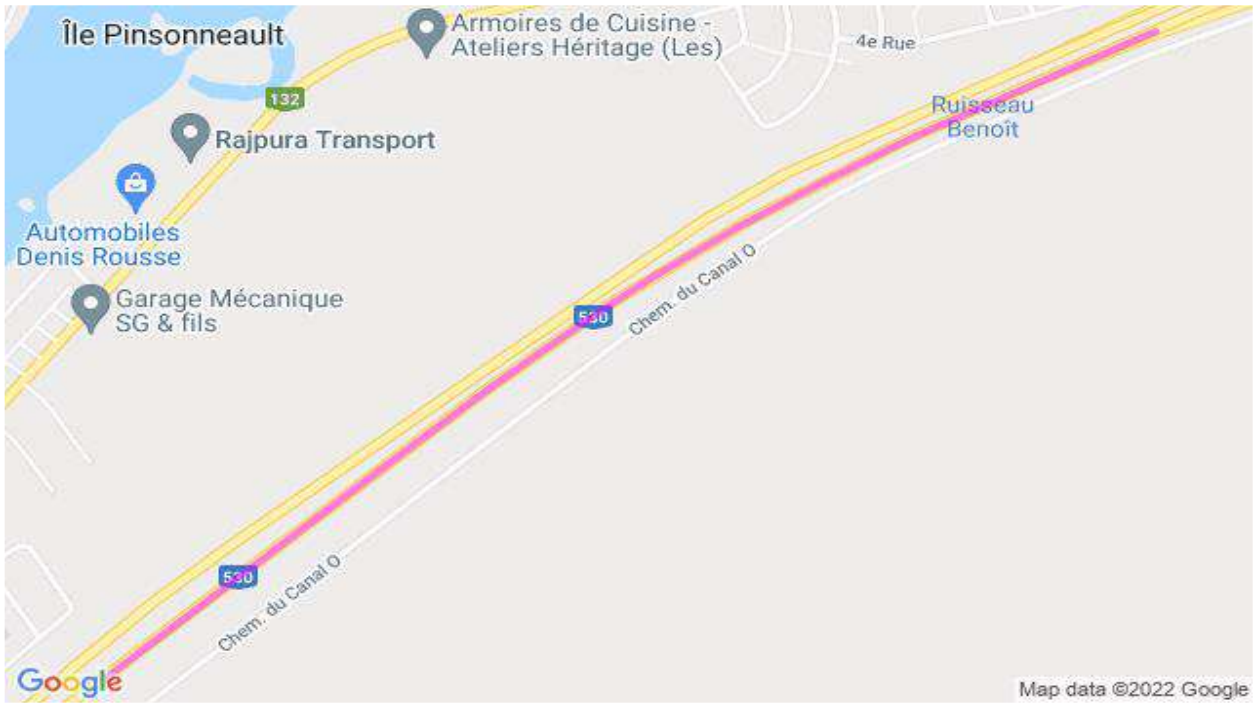 Île Pinsonneault
Armoires de Cuisine -
Ateliers Héritage (Les)
4e Rue
132
Ruisseau
Benoît
Rajpura Transport
Automobiles
Denis Rousse
Chem. du Canal O
Garage Mécanique
SG & fils
530
530
Chem. du Canal O
Google
Map data ©2022 Google